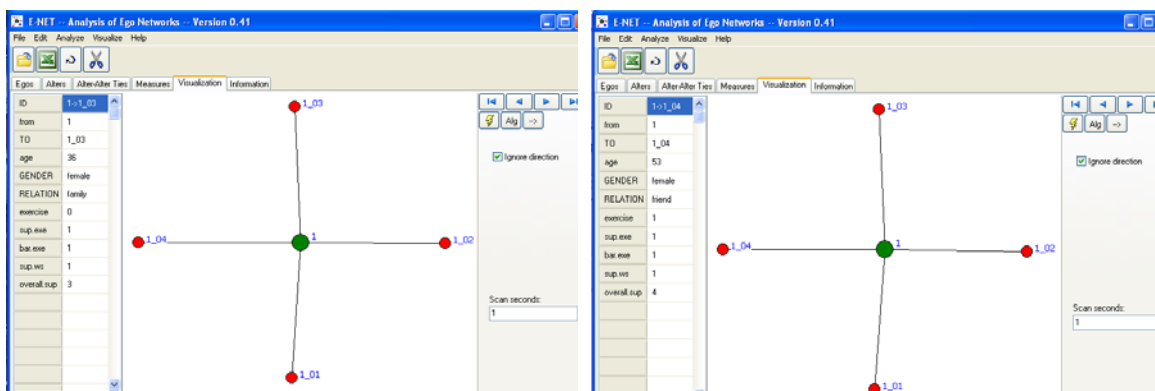 E-NET -- Analysis of Ego Networks -- Version 0.41
File Edit Analyze Visualize Help
Egos Alters Alter-Alter Ties Measures Visualization Information
ID 1->1_03
from 1
TO 1_03
age 36
GENDER female
RELATION family
exercise 0
sup.exe 1
bar.exe 1
sup.ws 1
overall.sup 3
1_03
1_04
1
1_02
1_01
Alg ->
Ignore direction
Scan seconds:
1
E-NET -- Analysis of Ego Networks -- Version 0.41
File Edit Analyze Visualize Help
Egos Alters Alter-Alter Ties Measures Visualization Information
ID 1->1_04
from 1
TO 1_04
age 53
GENDER female
RELATION friend
exercise 1
sup.exe 1
bar.exe 1
sup.ws 1
overall.sup 4
1_03
1_04
1
1_02
1_01
Alg ->
Ignore direction
Scan seconds:
1